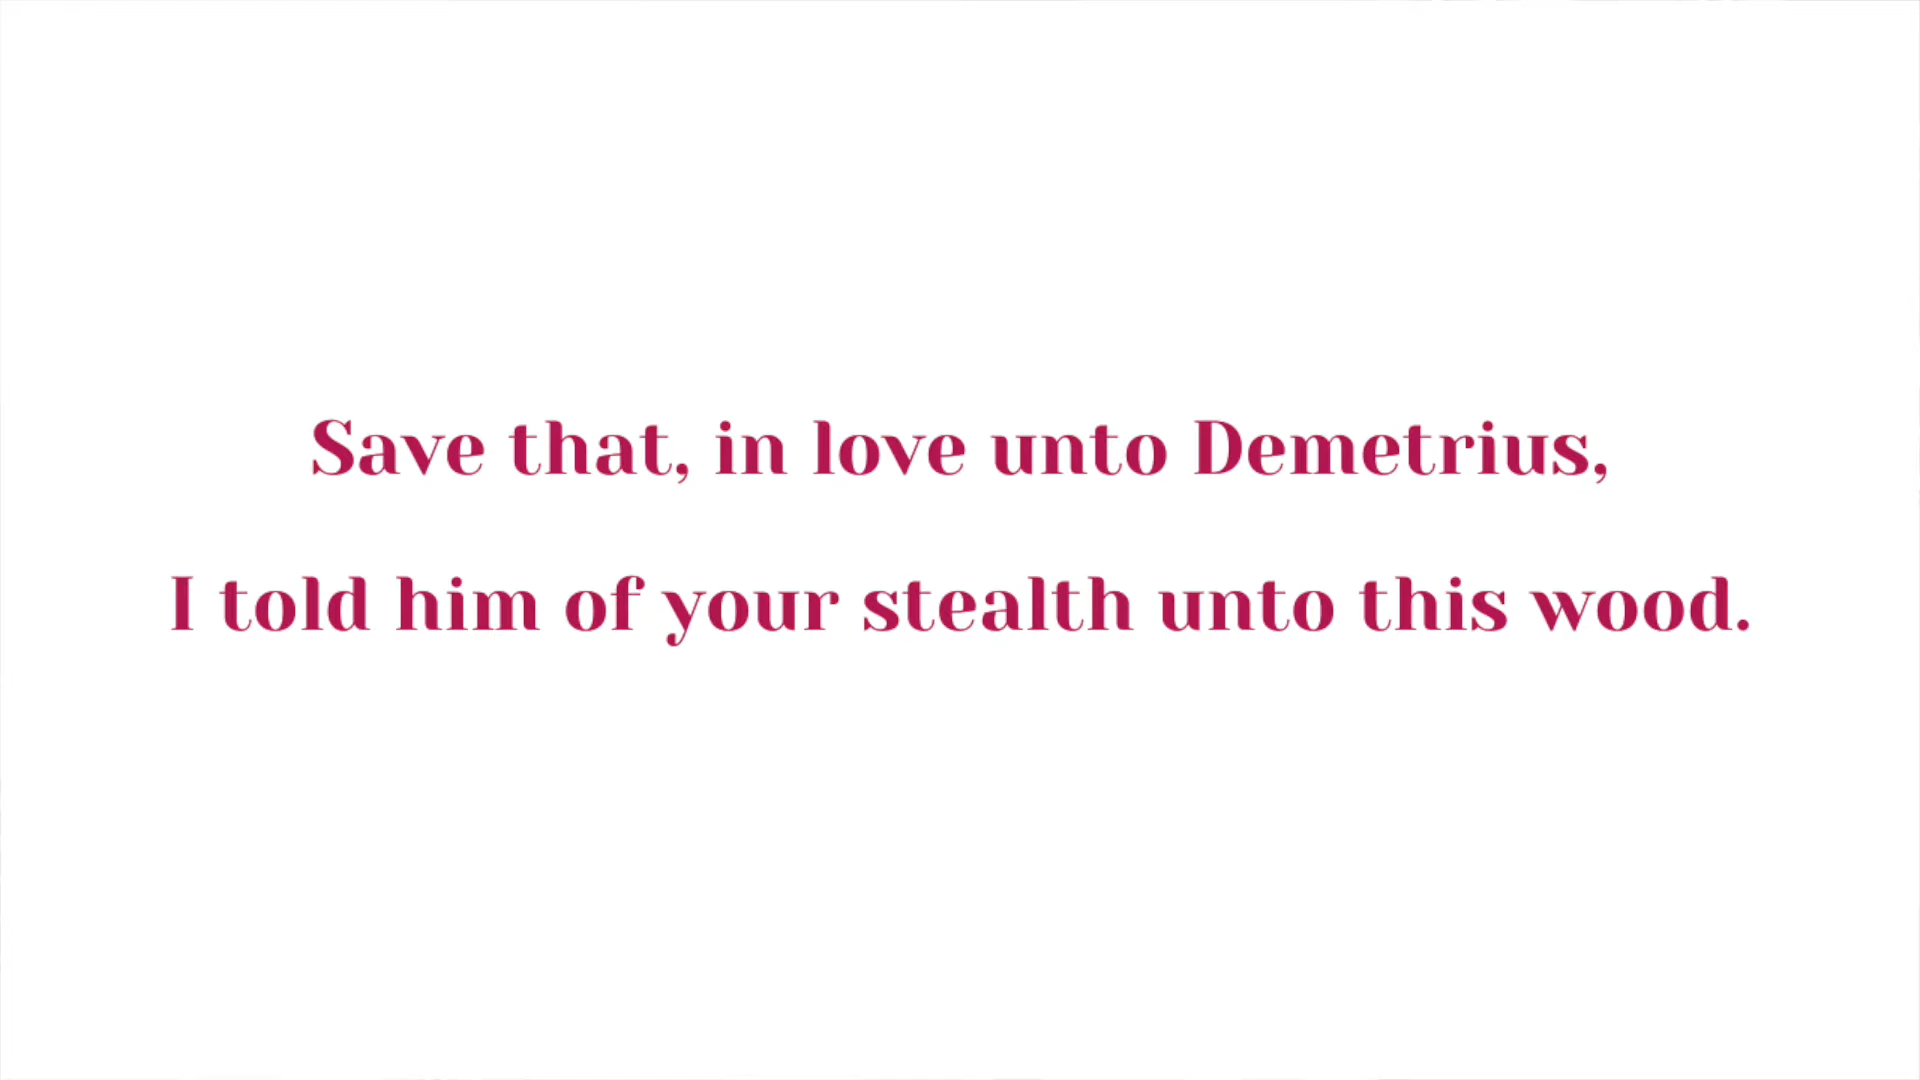 Save that, in love unto Demetrius,
I told him of your stealth unto this wood.